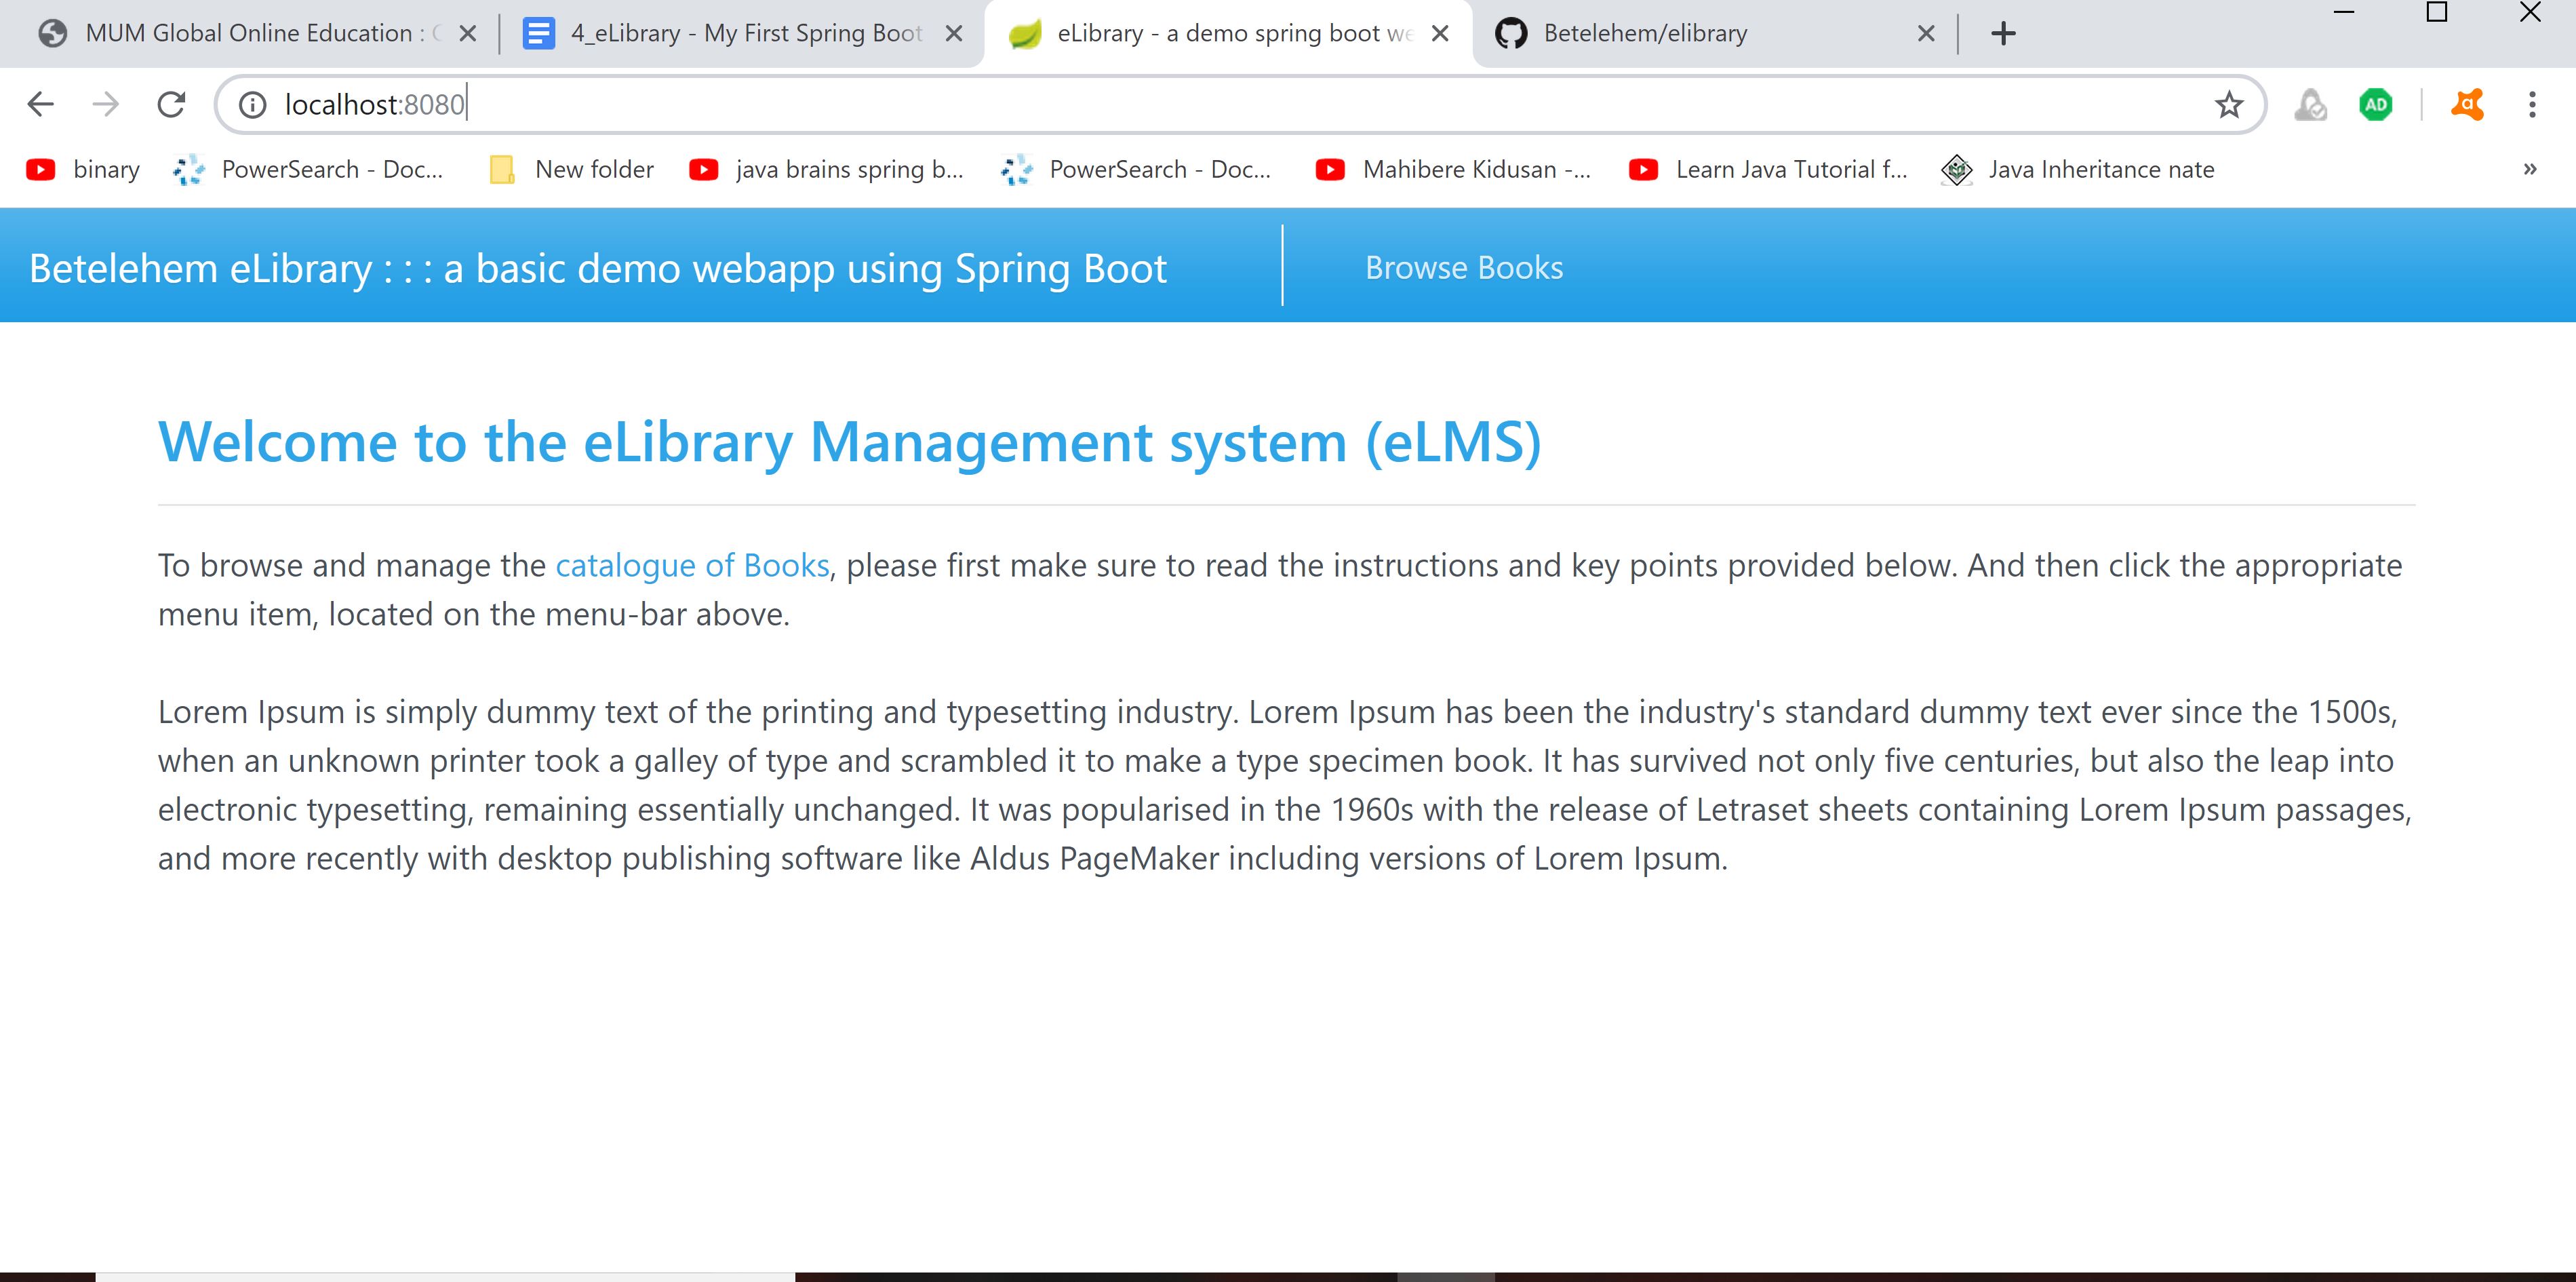 MUM Global Online Education :
4_eLibrary - My First Spring Boot
eLibrary - a demo spring boot we
Betelehem/elibrary
localhost:8080
AD
a
binary
PowerSearch - Doc...
New folder
java brains spring b...
PowerSearch - Doc...
Mahibere Kidusan -...
Learn Java Tutorial f...
Java Inheritance nate
»
Betelehem eLibrary : : : a basic demo webapp using Spring Boot
Browse Books
Welcome to the eLibrary Management system (eLMS)
To browse and manage the catalogue of Books, please first make sure to read the instructions and key points provided below. And then click the appropriate
menu item, located on the menu-bar above.
Lorem Ipsum is simply dummy text of the printing and typesetting industry. Lorem Ipsum has been the industry's standard dummy text ever since the 1500s,
when an unknown printer took a galley of type and scrambled it to make a type specimen book. It has survived not only five centuries, but also the leap into
electronic typesetting, remaining essentially unchanged. It was popularised in the 1960s with the release of Letraset sheets containing Lorem Ipsum passages,
and more recently with desktop publishing software like Aldus PageMaker including versions of Lorem Ipsum.